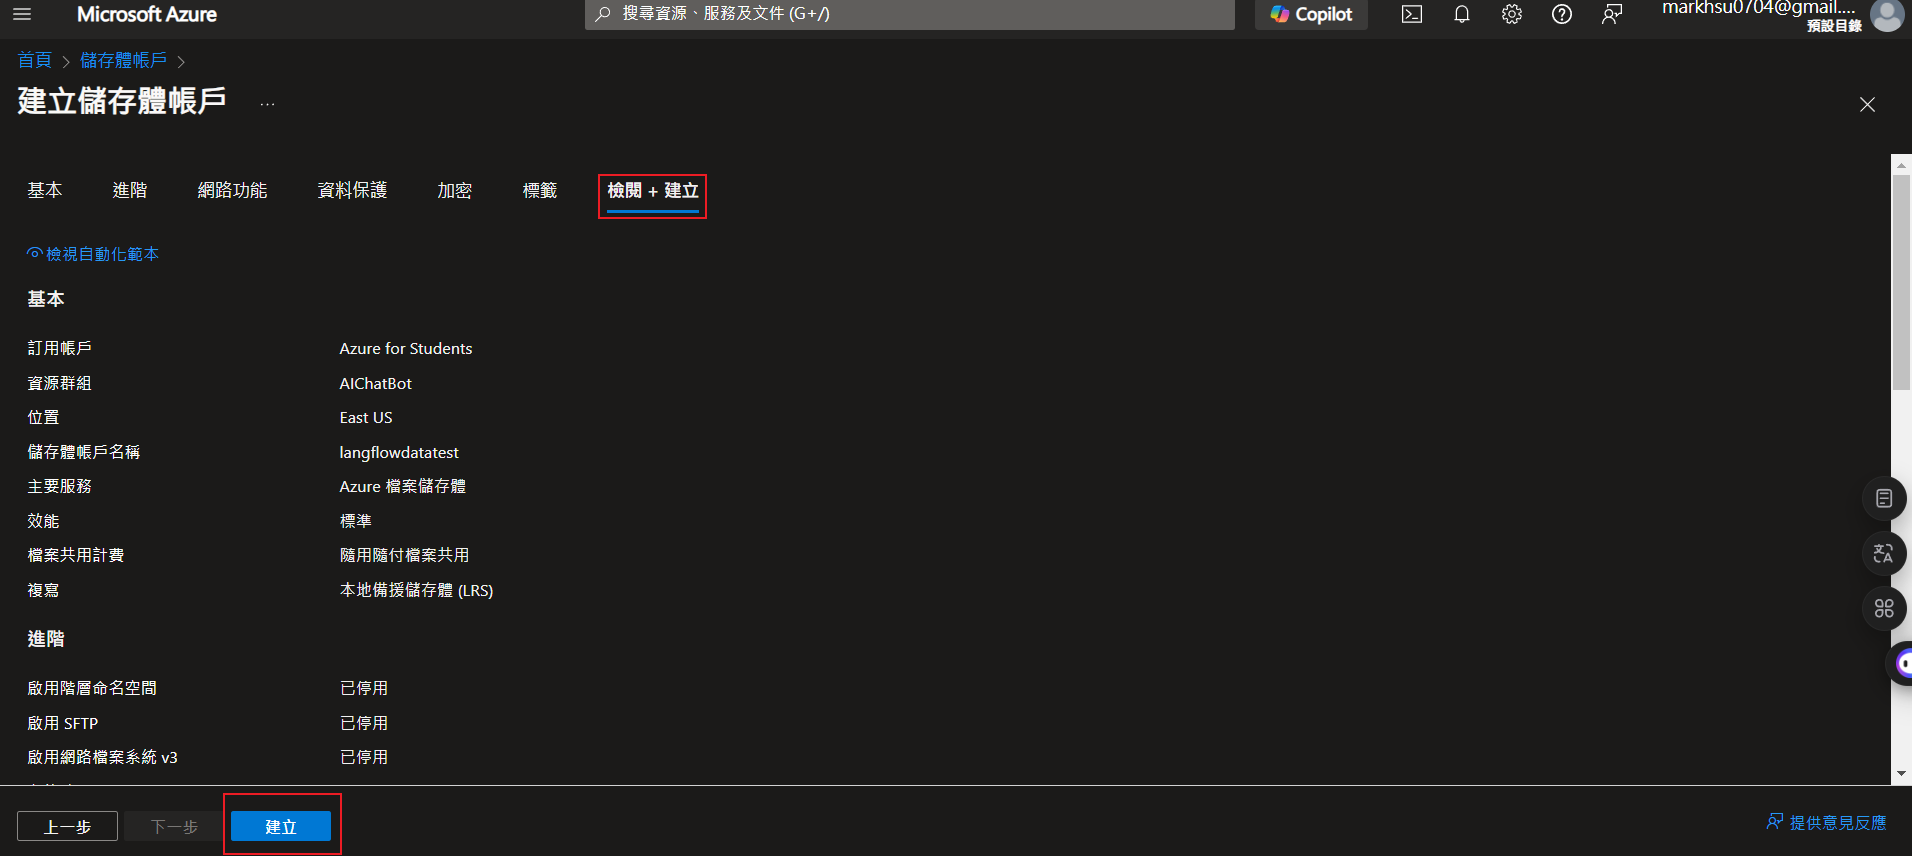 Microsoft Azure
搜尋資源、服務及文件 (G+/)
Copilot
markhsu0704@gmail....
預設目錄
首頁
儲存體帳戶
建立儲存體帳戶
...
基本
進階
網路功能
資料保護
加密
標籤
檢閱 + 建立
檢視自動化範本
基本
訂用帳戶 Azure for Students
資源群組 AIChatBot
位置 East US
儲存體帳戶名稱 langflowdatatest
主要服務 Azure 檔案儲存體
效能 標準
檔案共用計費 隨用隨付檔案共用
複寫 本地備援儲存體 (LRS)
進階
啟用階層命名空間 已停用
啟用 SFTP 已停用
啟用網路檔案系統 v3 已停用
上一步
下一步
建立
提供意見反應